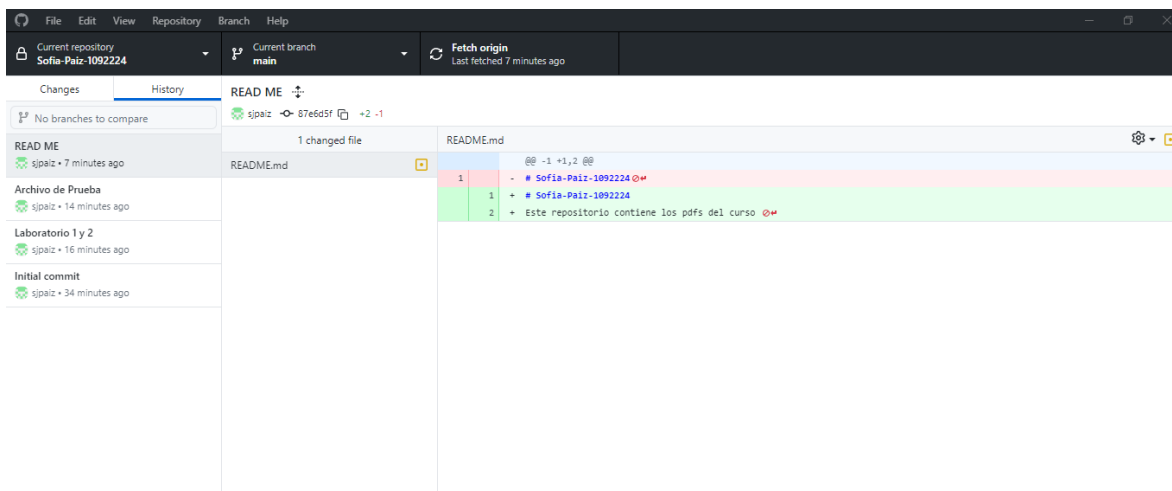 File Edit View Repository Branch Help
Current repository
Sofia-Paiz-1092224
Current branch
main
Fetch origin
Last fetched 7 minutes ago
Changes History
No branches to compare
READ ME
sjpaiz • 7 minutes ago
Archivo de Prueba
sjpaiz • 14 minutes ago
Laboratorio 1 y 2
sjpaiz • 16 minutes ago
Initial commit
sjpaiz • 34 minutes ago
READ ME
sjpaiz 87e6d5f +2 -1
1 changed file
README.md
README.md
@@ -1 +1,2 @@
1 - # Sofia-Paiz-1092224
1 + # Sofia-Paiz-1092224
2 + Este repositorio contiene los pdfs del curso